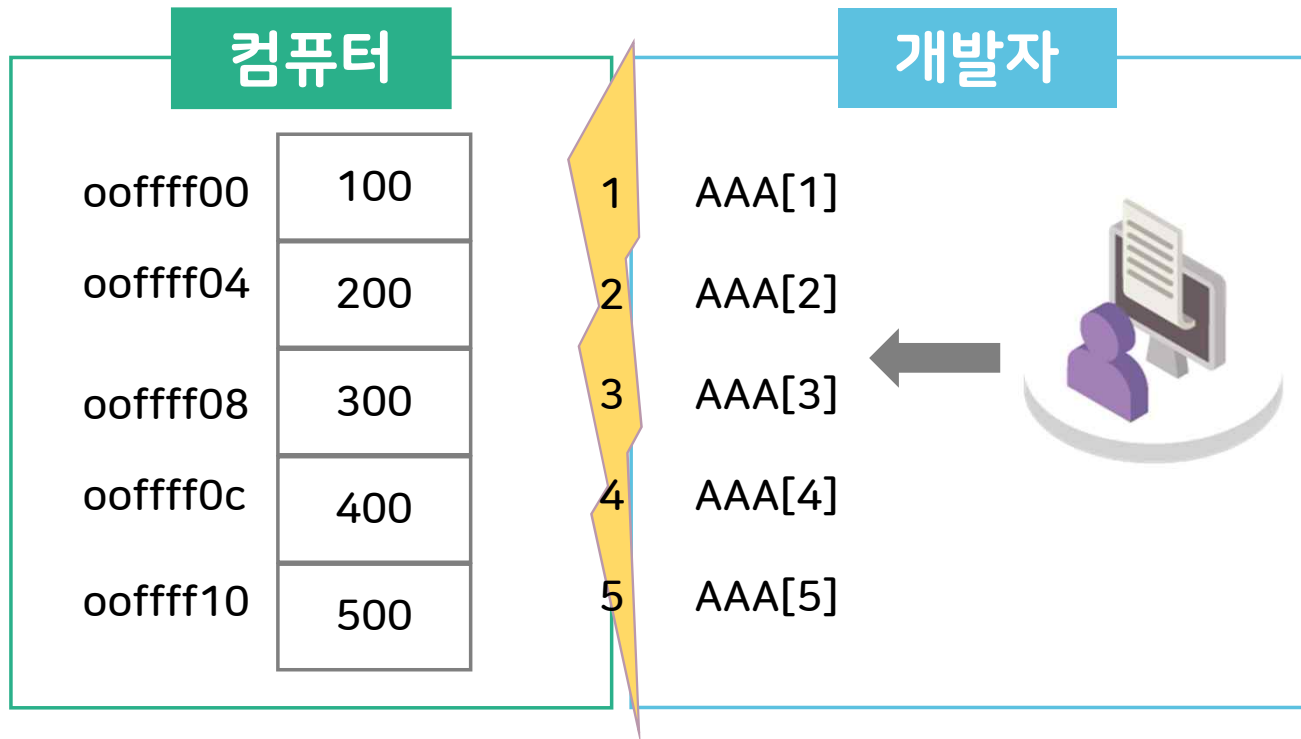 컴퓨터
개발자
ooffff00 100 1 AAA[1]
ooffff04 200 2 AAA[2]
ooffff08 300 3 AAA[3]
ooffff0c 400 4 AAA[4]
ooffff10 500 5 AAA[5]